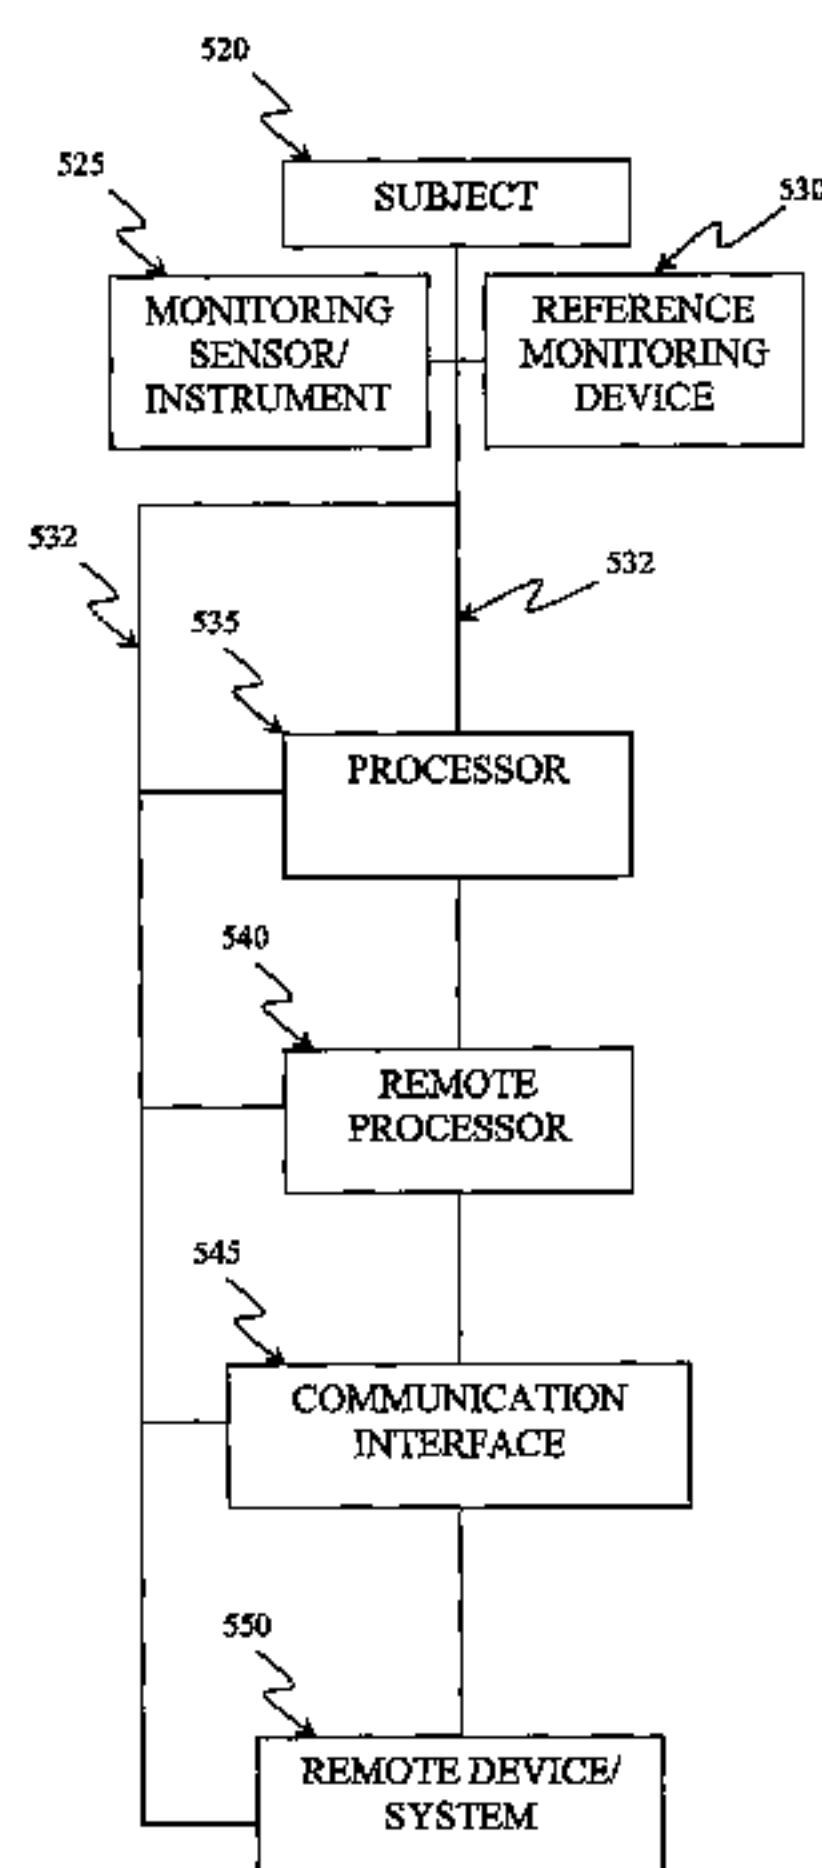 520
SUBJECT
525
530
MONITORING
SENSOR/
INSTRUMENT
REFERENCE
MONITORING
DEVICE
532
532
535
PROCESSOR
540
REMOTE
PROCESSOR
545
COMMUNICATION
INTERFACE
550
REMOTE DEVICE/
SYSTEM